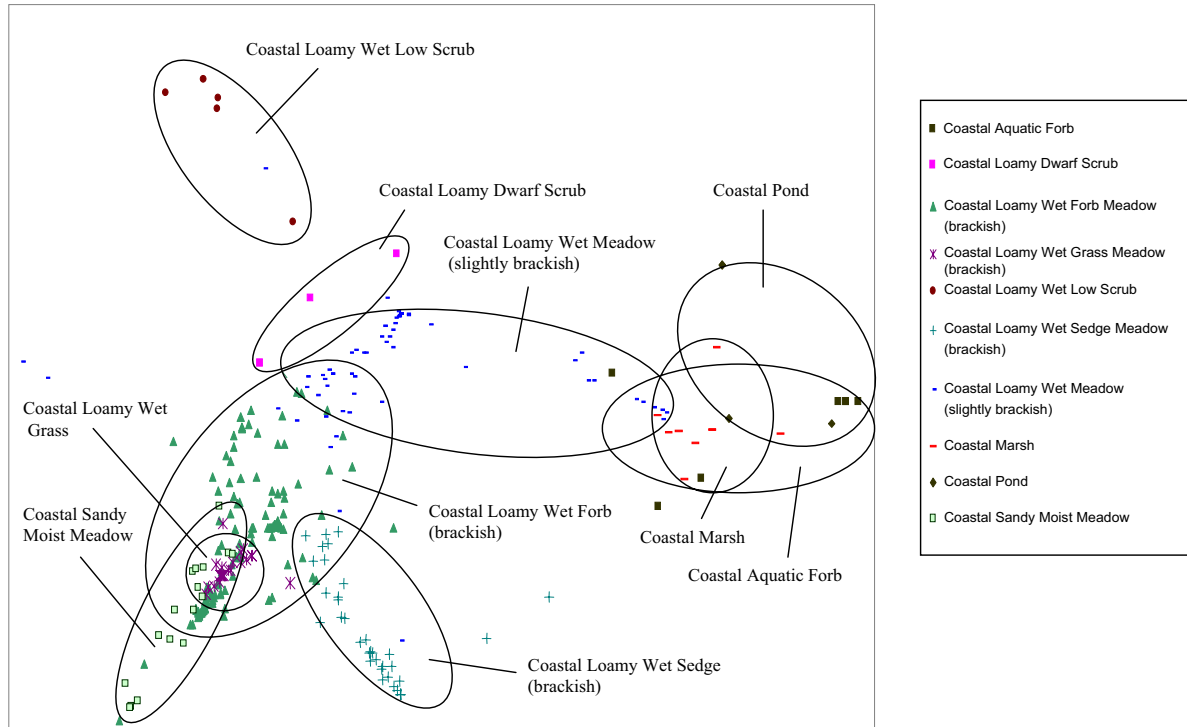 Coastal Loamy Wet Low Scrub
Coastal Loamy Dwarf Scrub
Coastal Pond
Coastal Loamy Wet Meadow
(slightly brackish)
Coastal Loamy Wet
Grass
Coastal Sandy
Moist Meadow
Coastal Loamy Wet Forb
(brackish)
Coastal Marsh
Coastal Aquatic Forb
Coastal Loamy Wet Sedge
(brackish)
Coastal Aquatic Forb
Coastal Loamy Dwarf Scrub
Coastal Loamy Wet Forb Meadow
(brackish)
Coastal Loamy Wet Grass Meadow
(brackish)
Coastal Loamy Wet Low Scrub
Coastal Loamy Wet Sedge Meadow
(brackish)
Coastal Loamy Wet Meadow
(slightly brackish)
Coastal Marsh
Coastal Pond
Coastal Sandy Moist Meadow